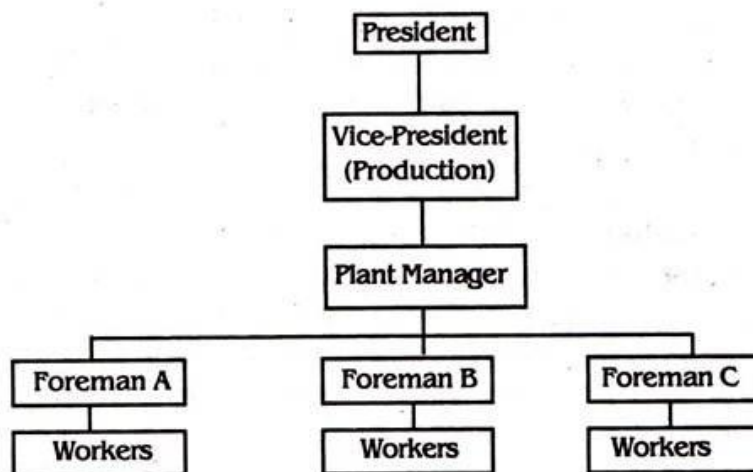 President
Vice-President
(Production)
Plant Manager
Foreman A
Foreman B
Foreman C
Workers
Workers
Workers